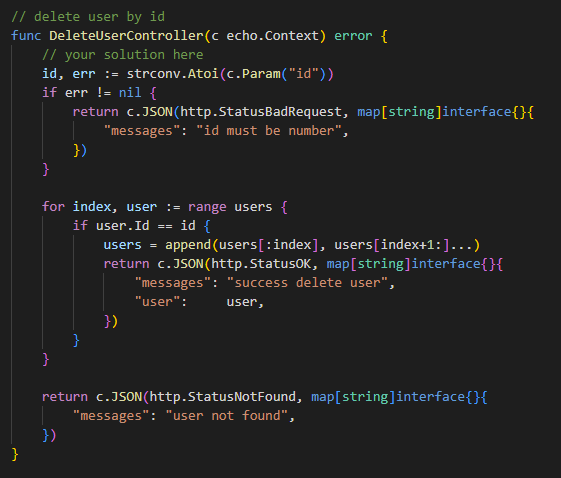 // delete user by id
func DeleteUserController(c echo.Context) error {
    // your solution here
    id, err := strconv.Atoi(c.Param("id"))
    if err != nil {
        return c.JSON(http.StatusBadRequest, map[string]interface{}{
            "messages": "id must be number",
        })
    }

    for index, user := range users {
        if user.Id == id {
            users = append(users[:index], users[index+1:]...)
            return c.JSON(http.StatusOK, map[string]interface{}{
                "messages": "success delete user",
                "user":     user,
            })
        }
    }

    return c.JSON(http.StatusNotFound, map[string]interface{}{
        "messages": "user not found",
    })
}